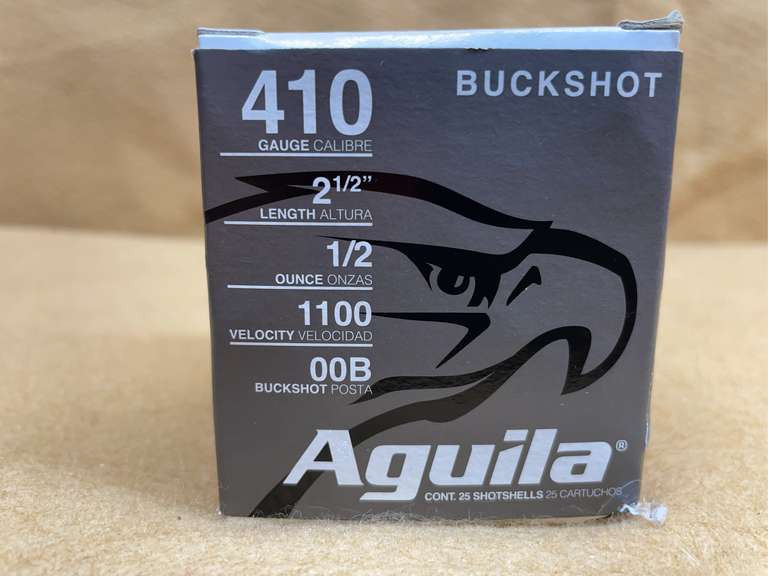 410
BUCKSHOT
GAUGE CALIBRE
2 1/2"
LENGTH ALTURA
1/2
OUNCE ONZAS
1100
VELOCITY VELOCIDAD
00B
BUCKSHOT POSTA
Aguila®
CONT. 25 SHOTSHELLS 25 CARTUCHOS